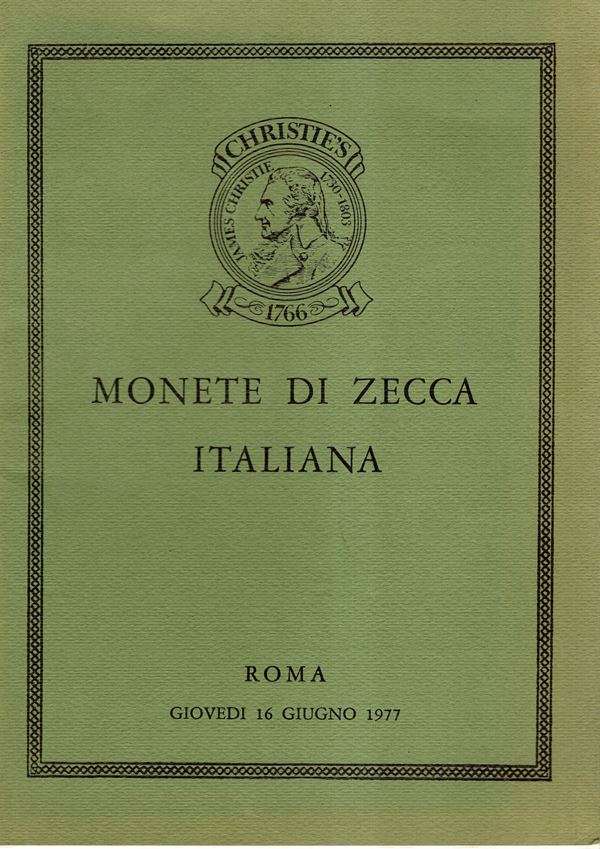 CHRISTIE'S
JAMES CHRISTIE 1730-1803
1766
MONETE DI ZECCA
ITALIANA
ROMA
GIOVEDI 16 GIUGNO 1977